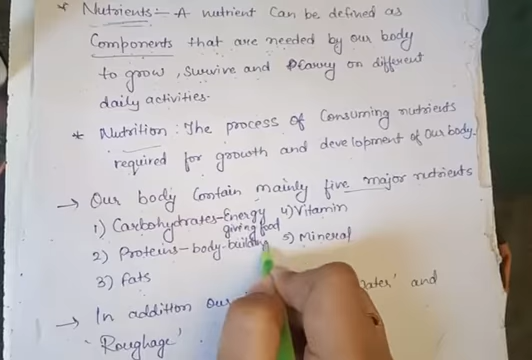 * Nutrients:- A nutrient can be defined as
Components that are needed by our body
to grow, survive and carry on different
daily activities.
* Nutrition: The process of consuming nutrients
required for growth and development of our body.
→ Our body contain mainly five major nutrients
1) Carbohydrates-Energy giving food
2) Proteins-body-building
3) fats
4) Vitamin
5) Mineral
→ In addition our and
'Roughage'